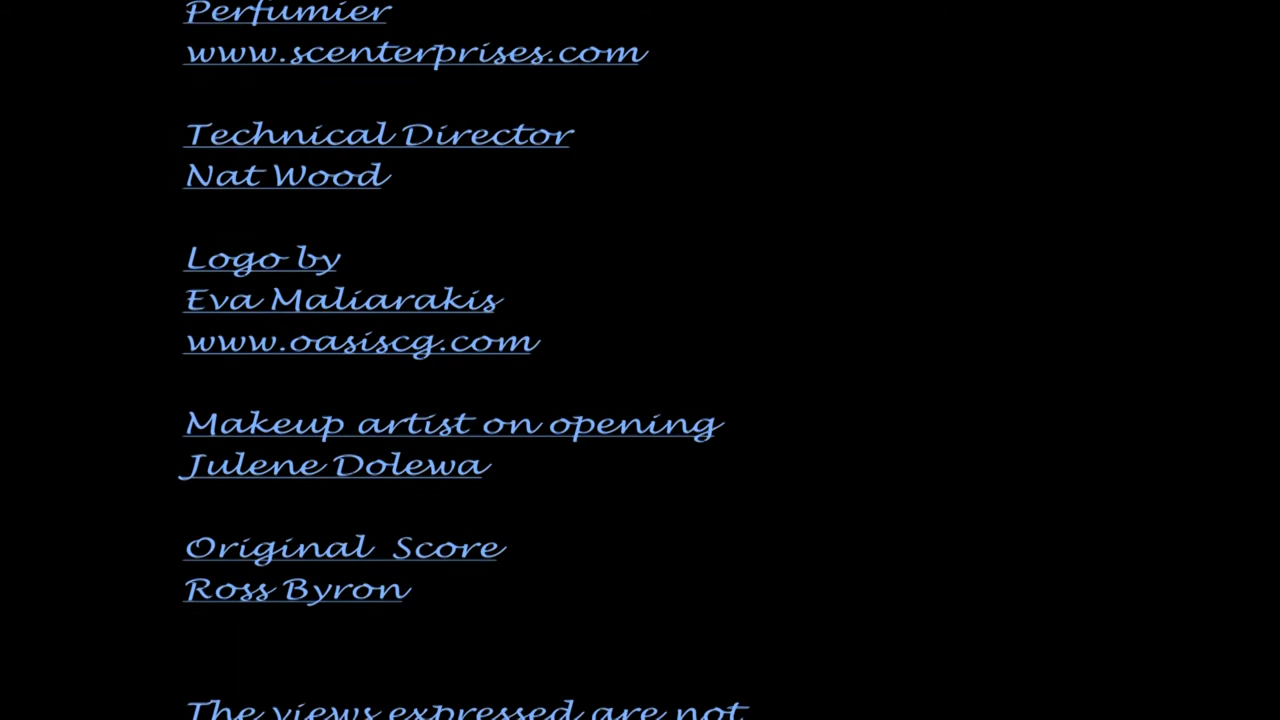 Perfumier
www.scenterprises.com
Technical Director
Nat Wood
Logo by
Eva Maliarakis
www.oasiscg.com
Makeup artist on opening
Julene Dolewa
Original Score
Ross Byron
The views expressed are not